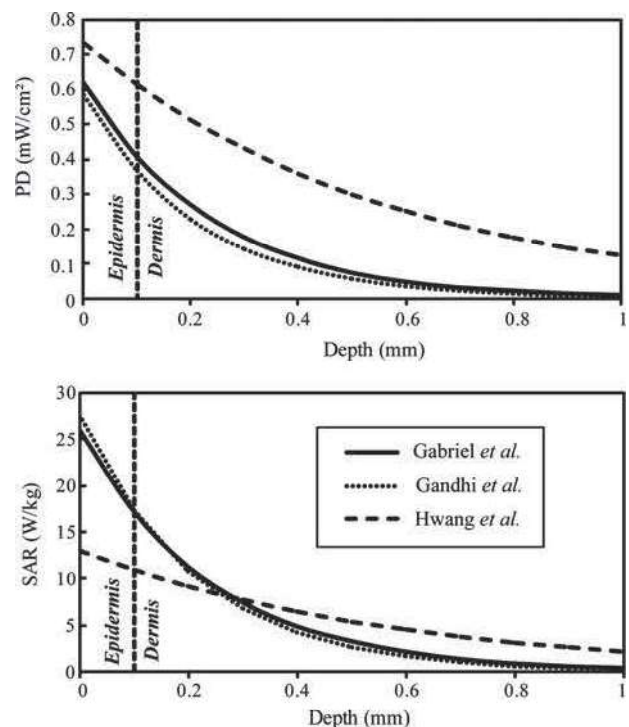 0.8
0.7
0.6
0.5
0.4
0.3
0.2
0.1
0
PD (mW/cm²)
Epidermis
Dermis
0 0.2 0.4 0.6 0.8 1
Depth (mm)
30
25
20
15
10
5
0
SAR (W/kg)
Epidermis
Dermis
Gabriel et al.
Gandhi et al.
Hwang et al.
0 0.2 0.4 0.6 0.8 1
Depth (mm)